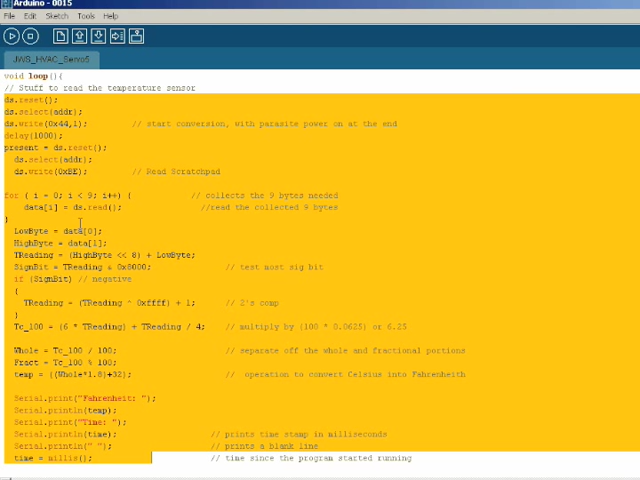 Arduino - 0015
File Edit Sketch Tools Help
JWS_HVAC_Servo5
void loop(){
// Stuff to read the temperature sensor
ds.reset();
ds.select(addr);
ds.write(0x44,1); // start conversion, with parasite power on at the end
delay(1000);
present = ds.reset();
ds.select(addr);
ds.write(0xBE); // Read Scratchpad
for ( i = 0; i < 9; i++) { // collects the 9 bytes needed
data[i] = ds.read(); //read the collected 9 bytes
}
LowByte = data[0];
HighByte = data[1];
TReading = (HighByte << 8) + LowByte;
SignBit = TReading & 0x8000; // test most sig bit
if (SignBit) // negative
{
TReading = (TReading ^ 0xffff) + 1; // 2's comp
}
Tc_100 = (6 * TReading) + TReading / 4; // multiply by (100 * 0.0625) or 6.25
Whole = Tc_100 / 100; // separate off the whole and fractional portions
Fract = Tc_100 % 100;
temp = ((Whole*1.8)+32); // operation to convert Celsius into Fahrenheith
Serial.print("Fahrenheit: ");
Serial.println(temp);
Serial.print("Time: ");
Serial.println(time); // prints time stamp in milliseconds
Serial.println(" "); // prints a blank line
time = millis(); // time since the program started running